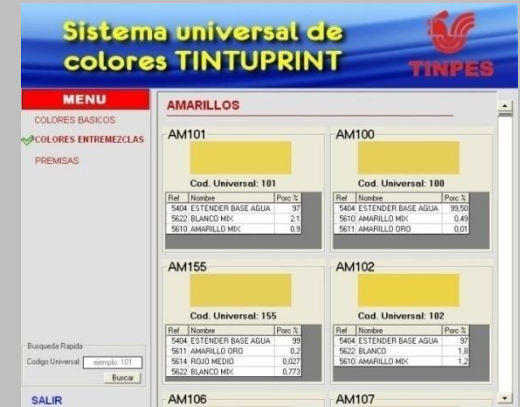 Sistema universal de
colores TINTUPRINT
TINPES
MENU
COLORES BASICOS
COLORES ENTREMEZCLAS
PREMISAS
Busqueda Rapida
Codigo Universal: ejemplo: 101
Buscar
SALIR
AMARILLOS
AM101
Cod. Universal: 101
Ref Nombre Porc %
5404 ESTENDER BASE AGUA 97
5622 BLANCO MIX 2.1
5610 AMARILLO MIX 0.9
AM100
Cod. Universal: 100
Ref Nombre Porc %
5404 ESTENDER BASE AGUA 99,50
5610 AMARILLO MIX 0,49
5611 AMARILLO ORO 0,01
AM155
Cod. Universal: 155
Ref Nombre Porc %
5404 ESTENDER BASE AGUA 99
5611 AMARILLO ORO 0,2
5614 ROJO MEDIO 0,027
5622 BLANCO MIX 0,773
AM102
Cod. Universal: 102
Ref Nombre Porc %
5404 ESTENDER BASE AGUA 97
5622 BLANCO 1,8
5610 AMARILLO MIX 1,2
AM106
AM107